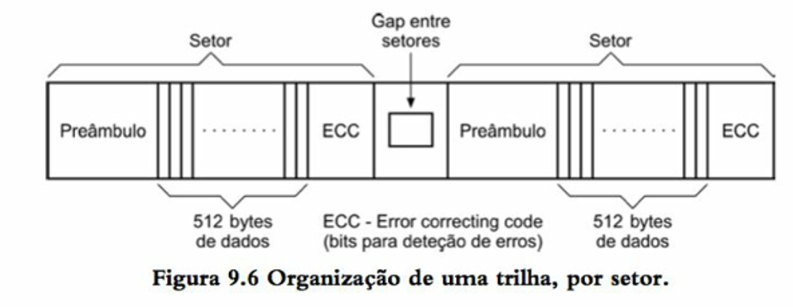 Gap entre
setores
Setor
Setor
Preâmbulo
ECC
Preâmbulo
ECC
512 bytes
de dados
ECC - Error correcting code
(bits para deteção de erros)
512 bytes
de dados
Figura 9.6 Organização de uma trilha, por setor.